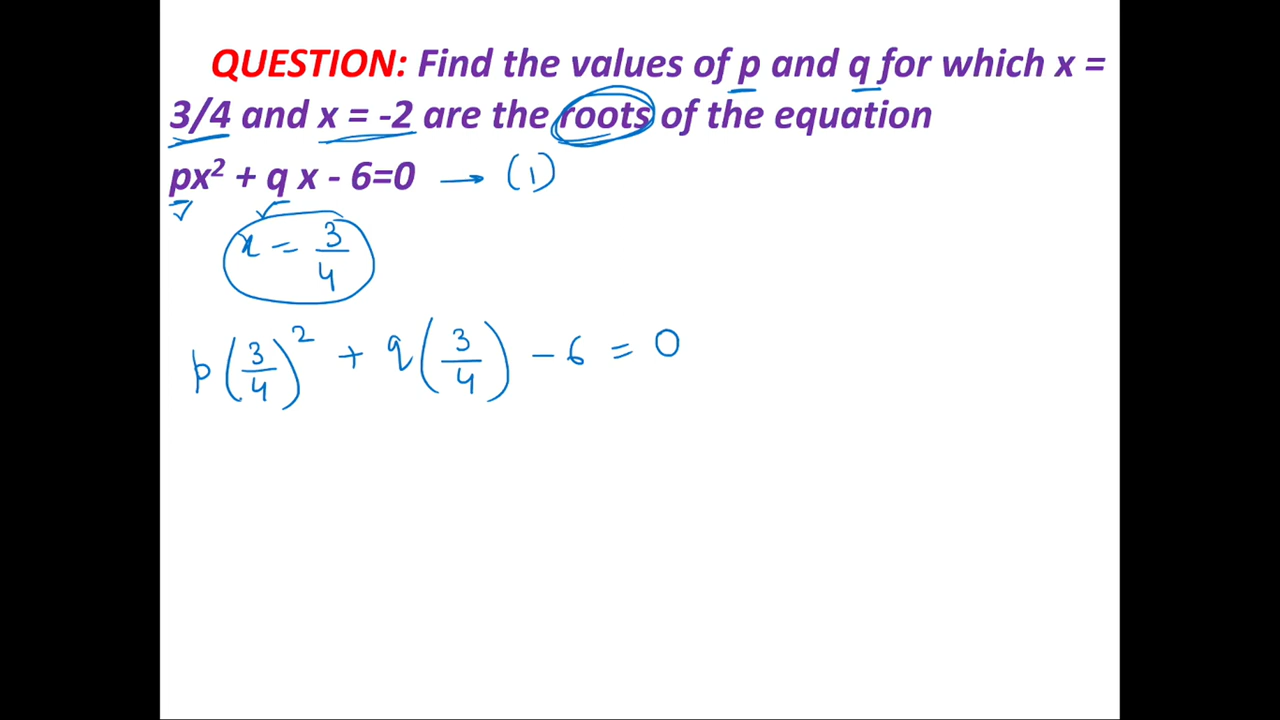 QUESTION: Find the values of p and q for which x =
3/4 and x = -2 are the roots of the equation
px² + q x - 6=0 → (1)
x = 3/4
p(3/4)² + q(3/4) - 6 = 0